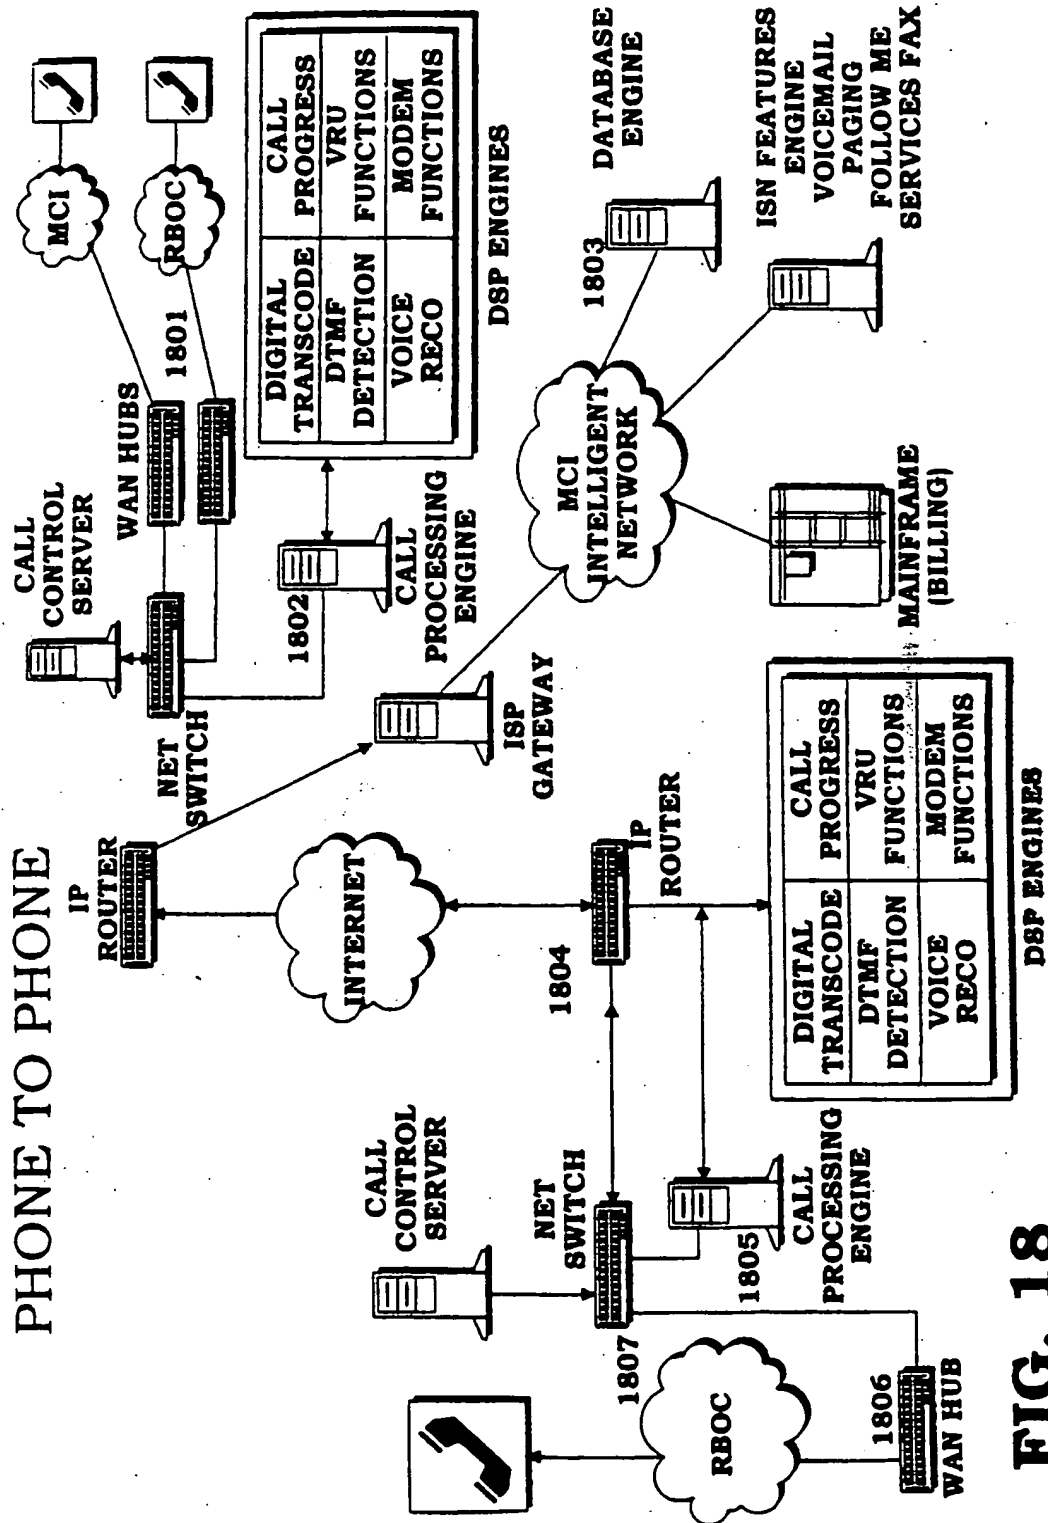 PHONE TO PHONE
CALL
CONTROL
SERVER
NET
SWITCH
WAN HUBS
1801
MCI
RBOC
1802
CALL
PROCESSING
ENGINE
DIGITAL
TRANSCODE
CALL
PROGRESS
DTMF
DETECTION
VRU
FUNCTIONS
VOICE
RECO
MODEM
FUNCTIONS
DSP ENGINES
IP
ROUTER
INTERNET
ISP
GATEWAY
MCI
INTELLIGENT
NETWORK
1803
DATABASE
ENGINE
ISN FEATURES
ENGINE
VOICEMAIL
PAGING
FOLLOW ME
SERVICES FAX
MAINFRAME
(BILLING)
1804
IP
ROUTER
CALL
CONTROL
SERVER
NET
SWITCH
1807
1805
CALL
PROCESSING
ENGINE
DIGITAL
TRANSCODE
CALL
PROGRESS
DTMF
DETECTION
VRU
FUNCTIONS
VOICE
RECO
MODEM
FUNCTIONS
DSP ENGINES
RBOC
1806
WAN HUB
FIG. 18